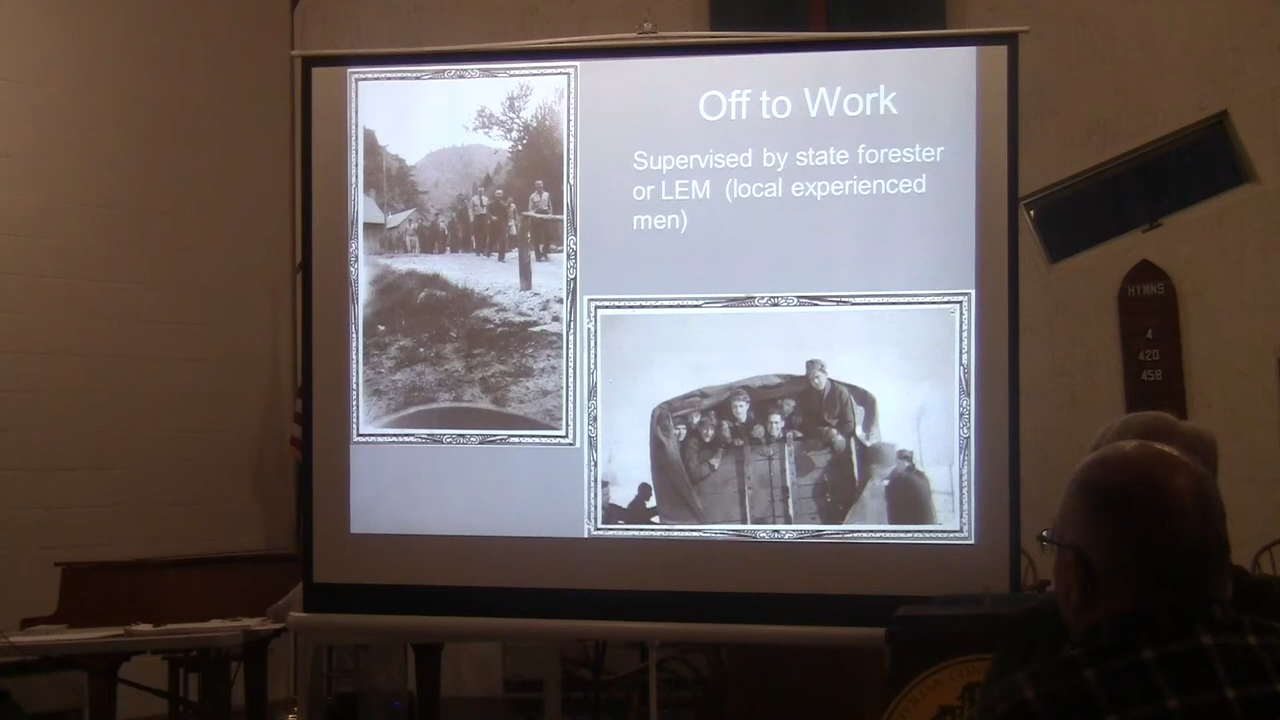 Off to Work
Supervised by state forester
or LEM (local experienced
men)
HYMNS
4
420
458